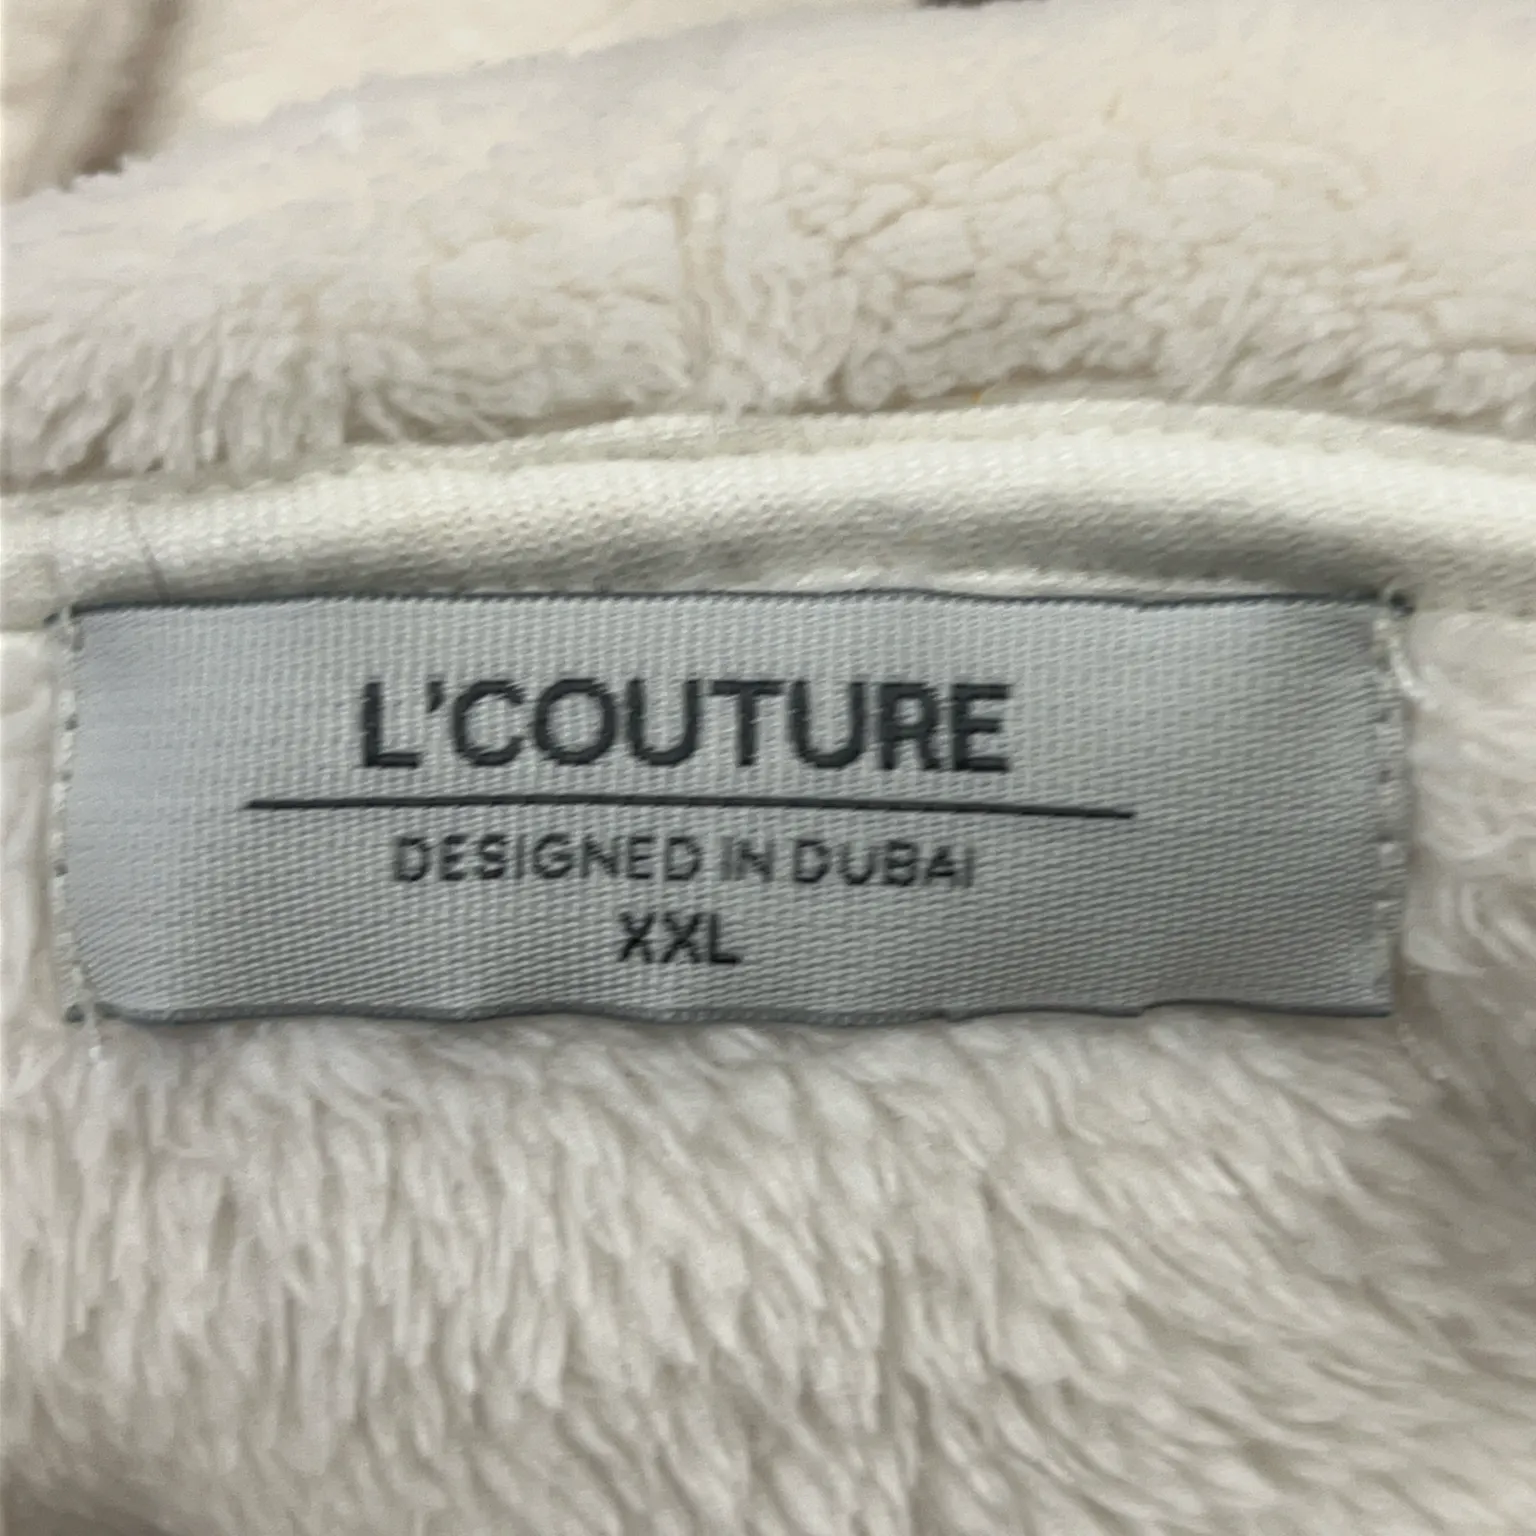 L'COUTURE
DESIGNED IN DUBAI
XXL